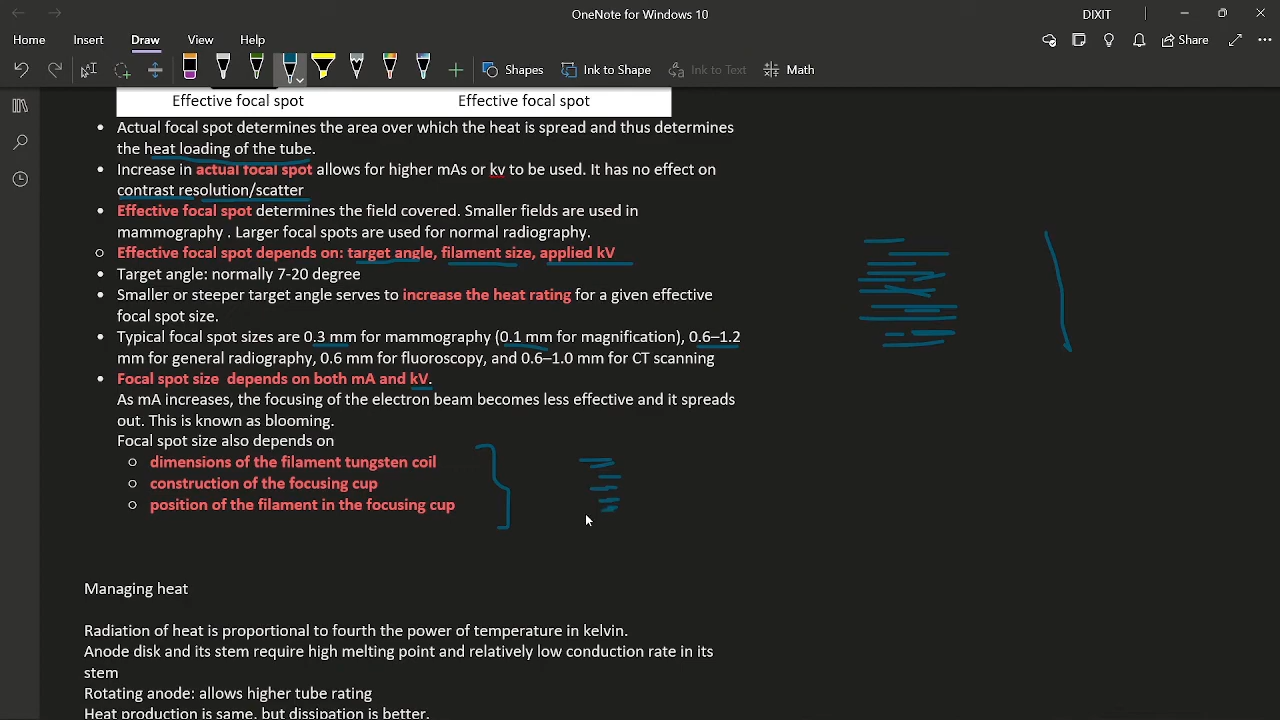 OneNote for Windows 10
DIXIT
Home Insert Draw View Help
Share
Shapes Ink to Shape Ink to Text Math
Effective focal spot Effective focal spot
• Actual focal spot determines the area over which the heat is spread and thus determines
the heat loading of the tube.
• Increase in actual focal spot allows for higher mAs or kv to be used. It has no effect on
contrast resolution/scatter
• Effective focal spot determines the field covered. Smaller fields are used in
mammography . Larger focal spots are used for normal radiography.
○ Effective focal spot depends on: target angle, filament size, applied kV
• Target angle: normally 7-20 degree
• Smaller or steeper target angle serves to increase the heat rating for a given effective
focal spot size.
• Typical focal spot sizes are 0.3 mm for mammography (0.1 mm for magnification), 0.6–1.2
mm for general radiography, 0.6 mm for fluoroscopy, and 0.6–1.0 mm for CT scanning
• Focal spot size depends on both mA and kV.
As mA increases, the focusing of the electron beam becomes less effective and it spreads
out. This is known as blooming.
Focal spot size also depends on
○ dimensions of the filament tungsten coil
○ construction of the focusing cup
○ position of the filament in the focusing cup
Managing heat
Radiation of heat is proportional to fourth the power of temperature in kelvin.
Anode disk and its stem require high melting point and relatively low conduction rate in its
stem
Rotating anode: allows higher tube rating
Heat production is same, but dissipation is better.